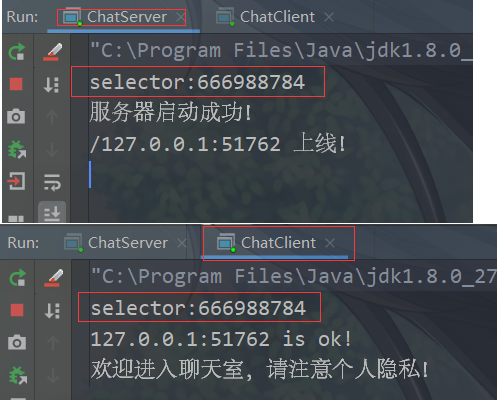 Run: ChatServer × ChatClient ×
"C:\Program Files\Java\jdk1.8.0_
selector:666988784
服务器启动成功!
/127.0.0.1:51762 上线!
Run: ChatServer × ChatClient ×
"C:\Program Files\Java\jdk1.8.0_27
selector:666988784
127.0.0.1:51762 is ok!
欢迎进入聊天室, 请注意个人隐私!